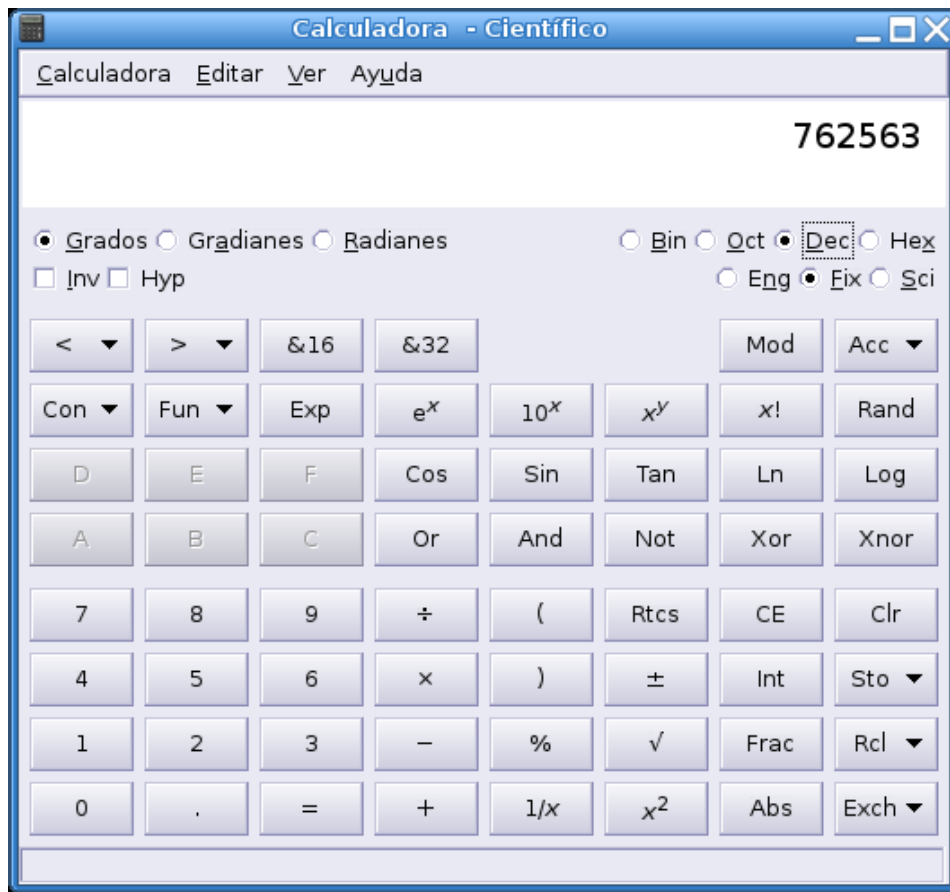 Calculadora - Científico
Calculadora Editar Ver Ayuda
762563
Grados Gradianes Radianes Bin Oct Dec Hex
Inv Hyp Eng Fix Sci
< > &16 &32 Mod Acc
Con Fun Exp eˣ 10ˣ xʸ x! Rand
D E F Cos Sin Tan Ln Log
A B C Or And Not Xor Xnor
7 8 9 ÷ ( Rtcs CE Clr
4 5 6 × ) ± Int Sto
1 2 3 − % √ Frac Rcl
0 . = + 1/x x² Abs Exch